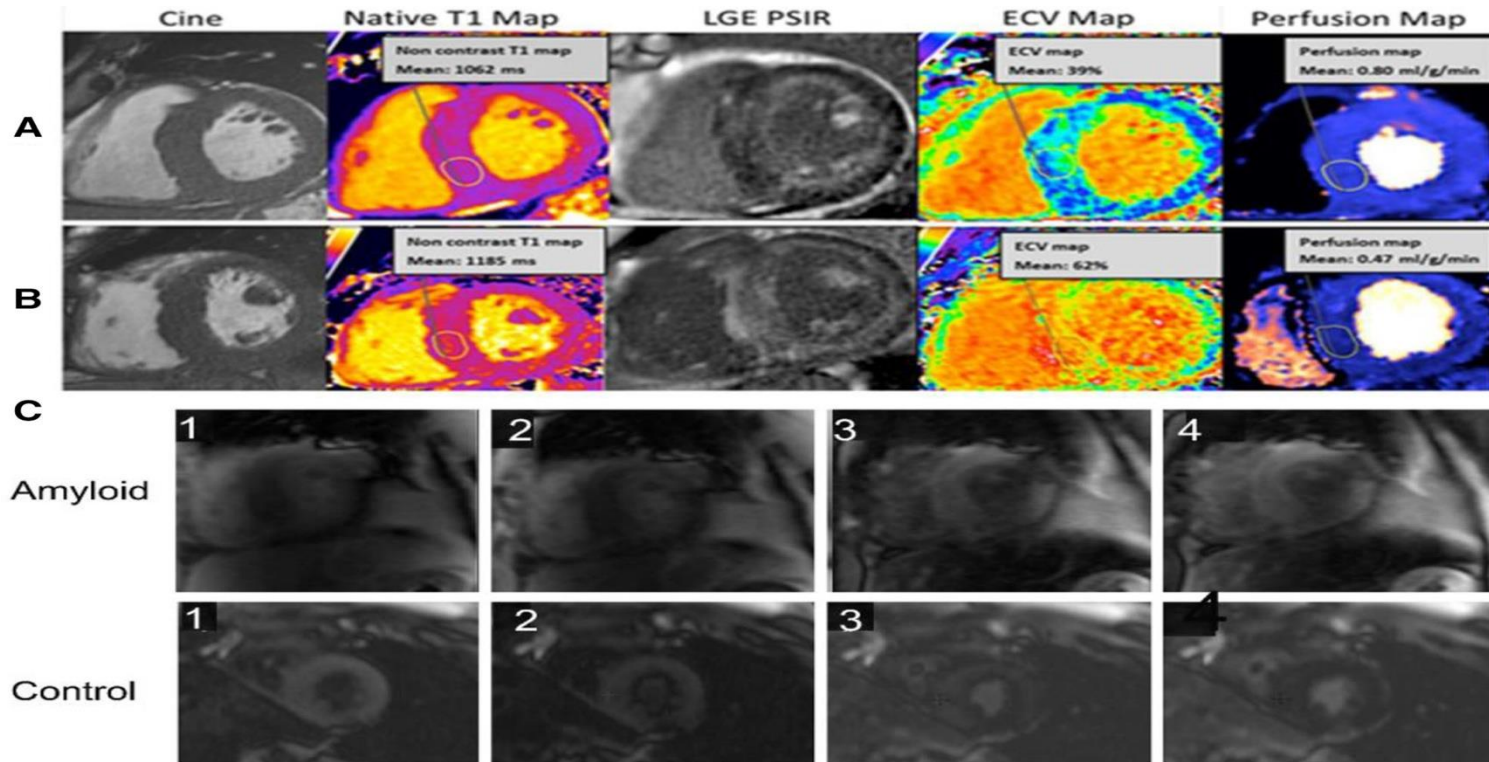 Cine Native T1 Map LGE PSIR ECV Map Perfusion Map
A
Non contrast T1 map
Mean: 1062 ms
ECV map
Mean: 39%
Perfusion map
Mean: 0.80 ml/g/min
B
Non contrast T1 map
Mean: 1185 ms
ECV map
Mean: 62%
Perfusion map
Mean: 0.47 ml/g/min
C
1 2 3 4
Amyloid
1 2 3 4
Control